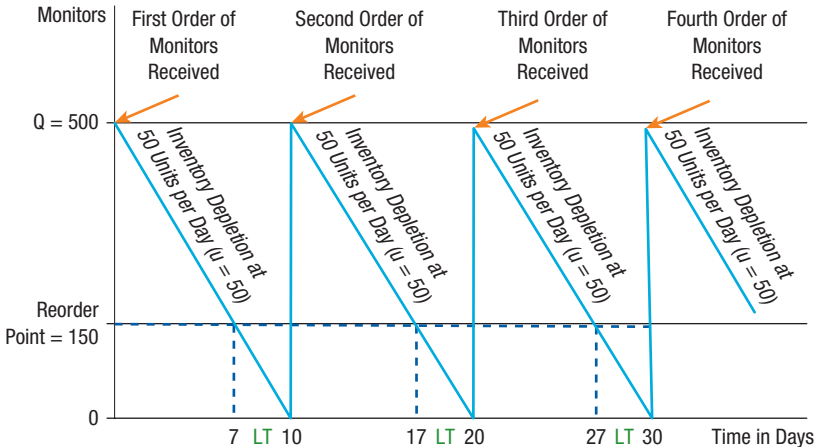 Monitors
First Order of
Monitors
Received
Second Order of
Monitors
Received
Third Order of
Monitors
Received
Fourth Order of
Monitors
Received
Q = 500
Inventory Depletion at
50 Units per Day (u = 50)
Inventory Depletion at
50 Units per Day (u = 50)
Inventory Depletion at
50 Units per Day (u = 50)
Inventory Depletion at
50 Units per Day (u = 50)
Reorder
Point = 150
0
7 LT 10 17 LT 20 27 LT 30 Time in Days